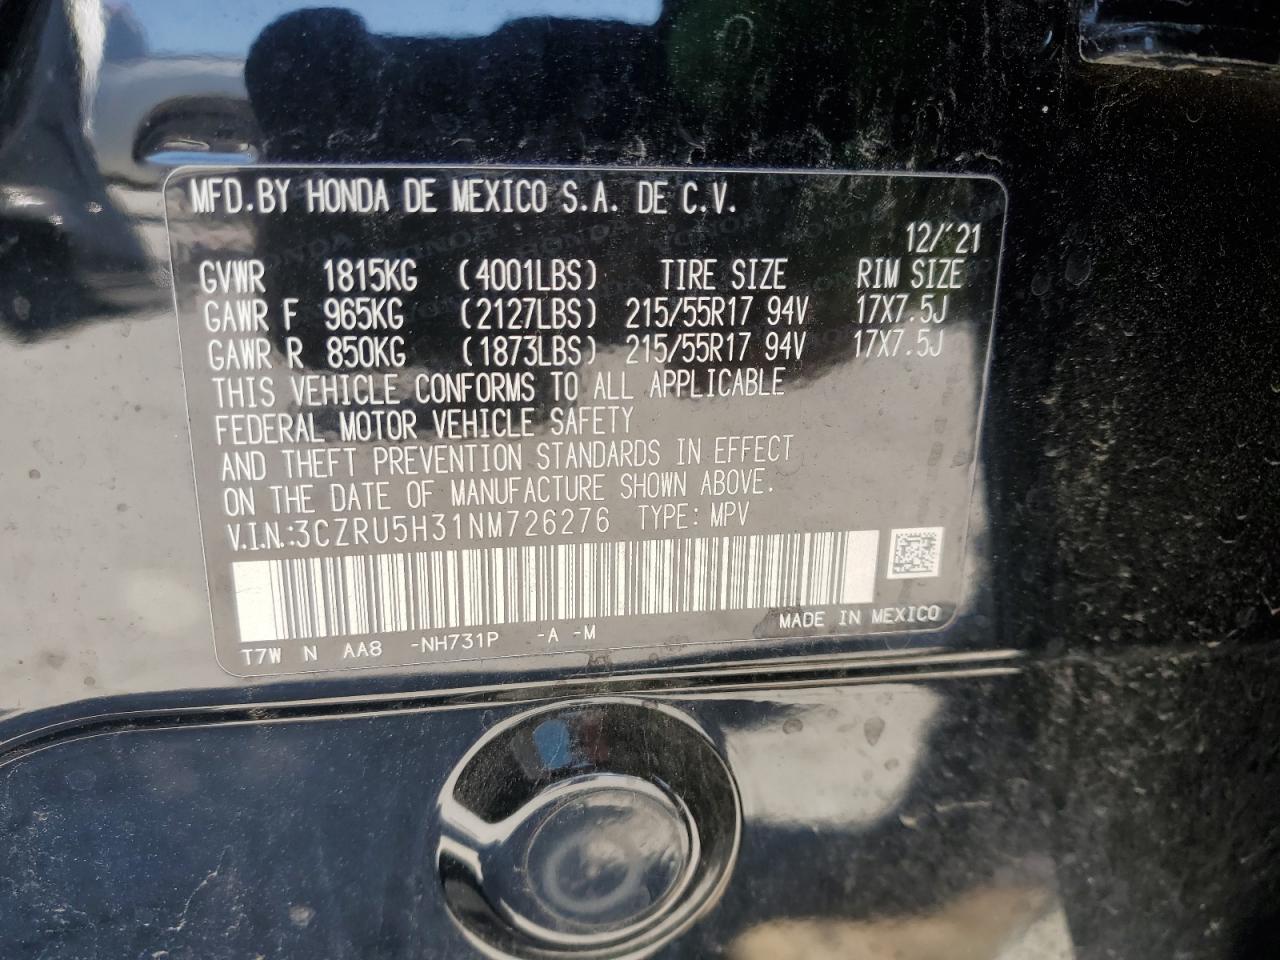 MFD.BY HONDA DE MEXICO S.A. DE C.V.
12/'21
GVWR 1815KG (4001LBS) TIRE SIZE RIM SIZE
GAWR F 965KG (2127LBS) 215/55R17 94V 17X7.5J
GAWR R 850KG (1873LBS) 215/55R17 94V 17X7.5J
THIS VEHICLE CONFORMS TO ALL APPLICABLE
FEDERAL MOTOR VEHICLE SAFETY
AND THEFT PREVENTION STANDARDS IN EFFECT
ON THE DATE OF MANUFACTURE SHOWN ABOVE.
V.I.N.:3CZRU5H31NM726276 TYPE: MPV
MADE IN MEXICO
T7W N AA8 -NH731P -A -M